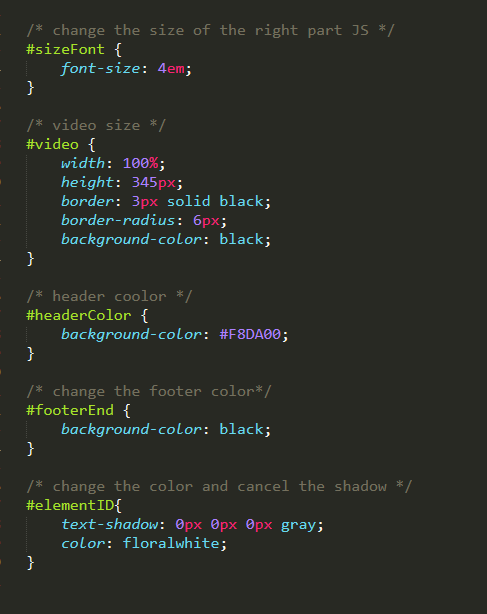 /* change the size of the right part JS */
#sizeFont {
font-size: 4em;
}
/* video size */
#video {
width: 100%;
height: 345px;
border: 3px solid black;
border-radius: 6px;
background-color: black;
}
/* header coolor */
#headerColor {
background-color: #F8DA00;
}
/* change the footer color*/
#footerEnd {
background-color: black;
}
/* change the color and cancel the shadow */
#elementID{
text-shadow: 0px 0px 0px gray;
color: floralwhite;
}